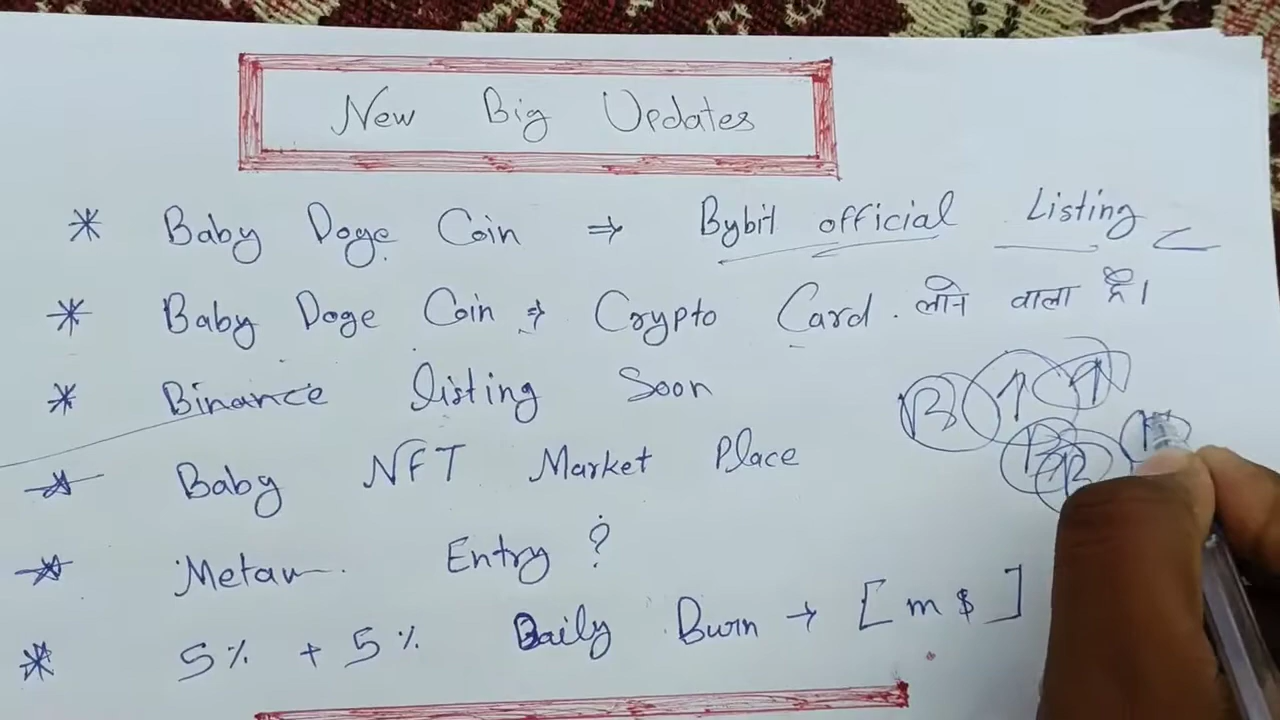 New Big Updates
* Baby Doge Coin ⇒ Bybit official Listing
* Baby Doge Coin ⇒ Crypto Card. लाने वाला है।
* Binance listing Soon
* Baby NFT Market Place
* Entry ?
* 5% + 5% Daily Burn → [m $]